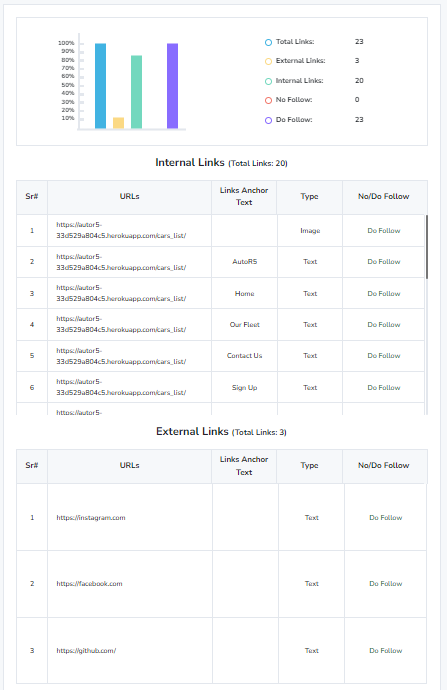 100%
90%
80%
70%
60%
50%
40%
30%
20%
10%
Total Links: 23
External Links: 3
Internal Links: 20
No Follow: 0
Do Follow: 23
Internal Links (Total Links: 20)
Sr# URLs Links Anchor Text Type No/Do Follow
1 https://autor5-
33d529a804c5.herokuapp.com/cars_list/ Image Do Follow
2 https://autor5-
33d529a804c5.herokuapp.com/cars_list/ AutoR5 Text Do Follow
3 https://autor5-
33d529a804c5.herokuapp.com/cars_list/ Home Text Do Follow
4 https://autor5-
33d529a804c5.herokuapp.com/cars_list/ Our Fleet Text Do Follow
5 https://autor5-
33d529a804c5.herokuapp.com/cars_list/ Contact Us Text Do Follow
6 https://autor5-
33d529a804c5.herokuapp.com/cars_list/ Sign Up Text Do Follow
https://autor5-
External Links (Total Links: 3)
Sr# URLs Links Anchor Text Type No/Do Follow
1 https://instagram.com Text Do Follow
2 https://facebook.com Text Do Follow
3 https://github.com/ Text Do Follow